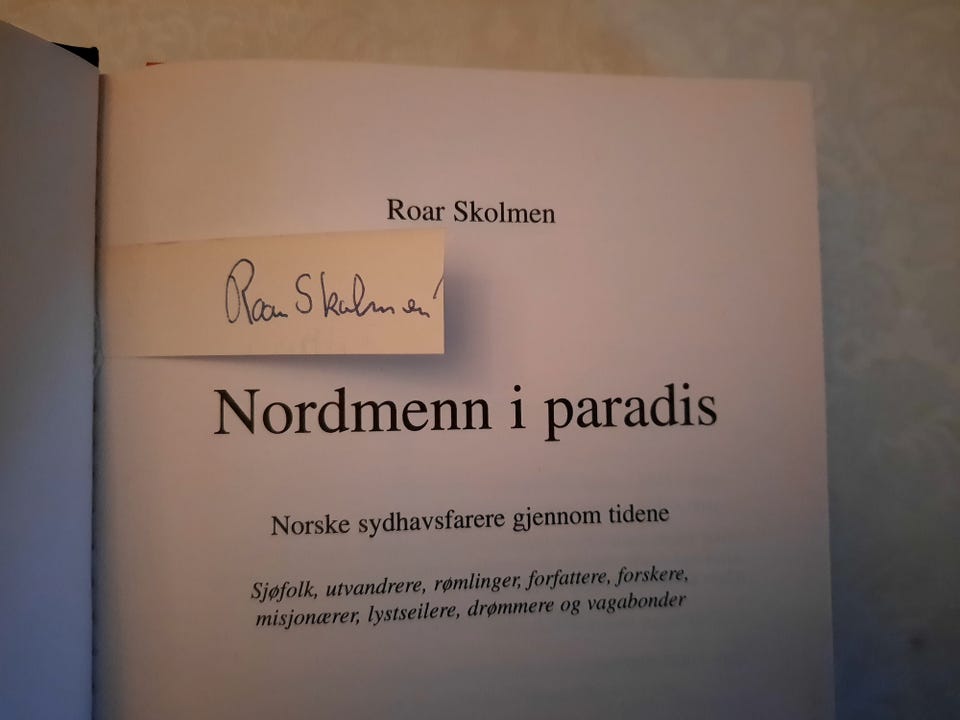 Roar Skolmen
Roar Skolmen
Nordmenn i paradis
Norske sydhavsfarere gjennom tidene
Sjøfolk, utvandrere, rømlinger, forfattere, forskere,
misjonærer, lystseilere, drømmere og vagabonder